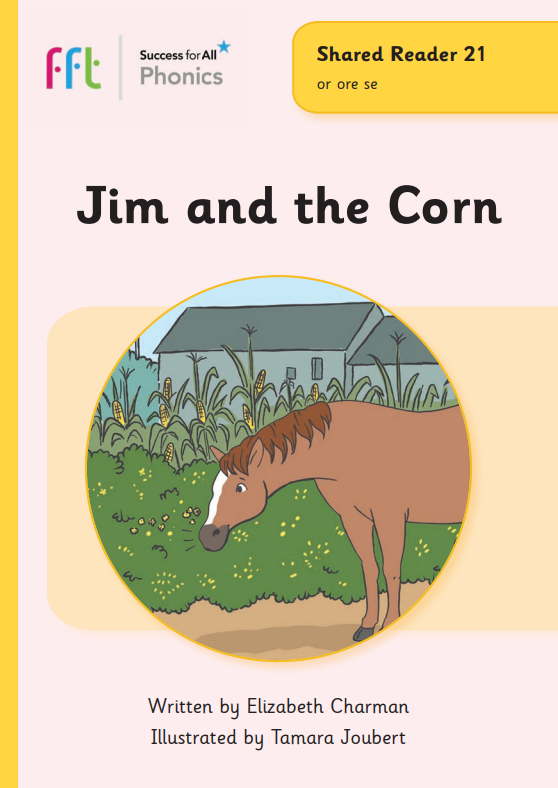 fft
Success for All
Phonics
Shared Reader 21
or ore se
Jim and the Corn
Written by Elizabeth Charman
Illustrated by Tamara Joubert